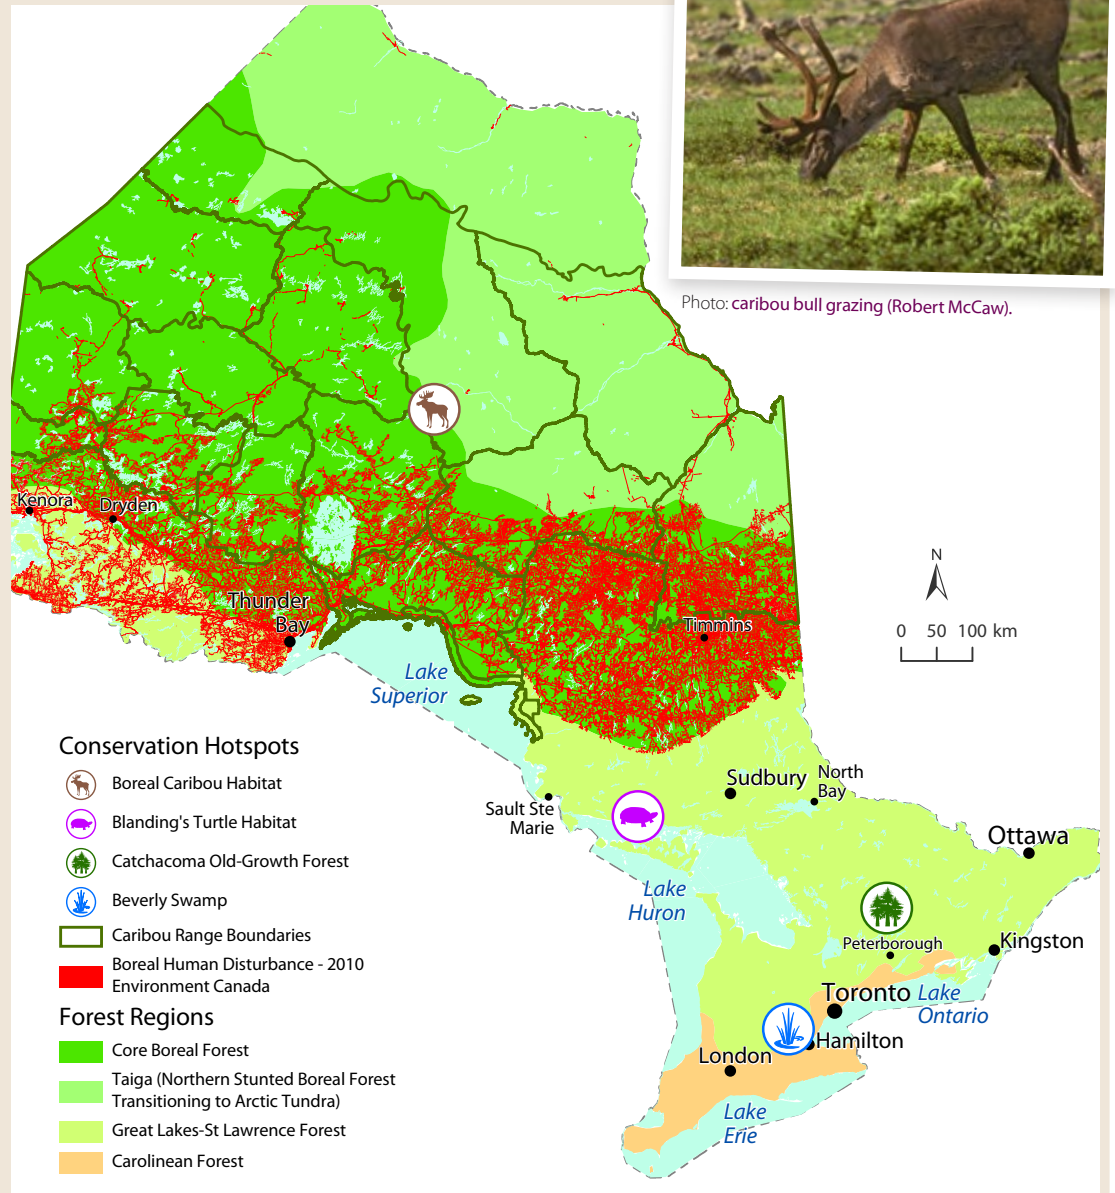 Photo: caribou bull grazing (Robert McCaw).
Kenora
Dryden
Thunder
Bay
Timmins
N
0 50 100 km
Lake
Superior
Conservation Hotspots
Boreal Caribou Habitat
Blanding's Turtle Habitat
Catchacoma Old-Growth Forest
Beverly Swamp
Caribou Range Boundaries
Boreal Human Disturbance - 2010
Environment Canada
Forest Regions
Core Boreal Forest
Taiga (Northern Stunted Boreal Forest
Transitioning to Arctic Tundra)
Great Lakes-St Lawrence Forest
Carolinean Forest
Sudbury
North
Bay
Sault Ste
Marie
Ottawa
Lake
Huron
Peterborough
Kingston
Toronto
Lake
Ontario
Hamilton
London
Lake
Erie